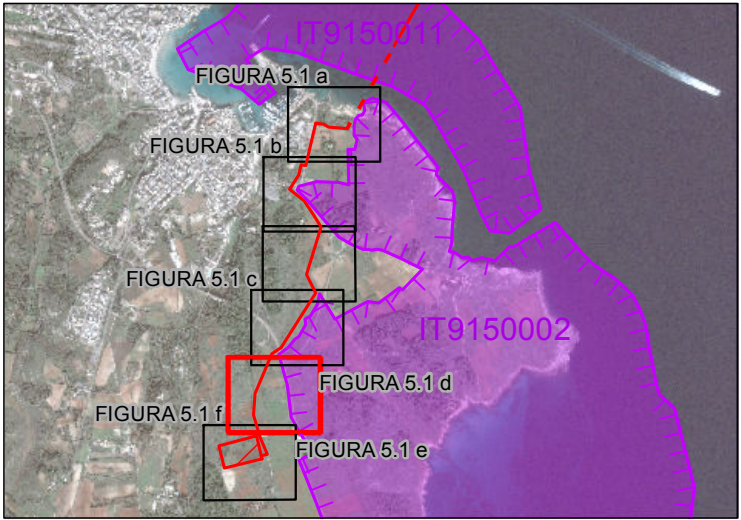 IT9150011
FIGURA 5.1 a
FIGURA 5.1 b
FIGURA 5.1 c
IT9150002
FIGURA 5.1 d
FIGURA 5.1 f
FIGURA 5.1 e